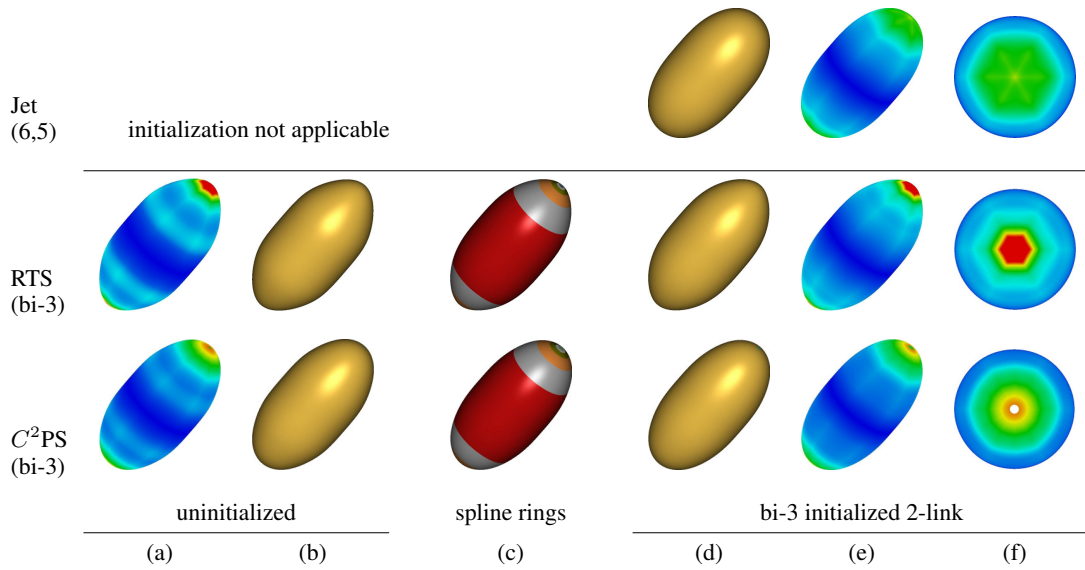 Jet
(6,5)
initialization not applicable
RTS
(bi-3)
C²PS
(bi-3)
uninitialized spline rings bi-3 initialized 2-link
(a) (b) (c) (d) (e) (f)